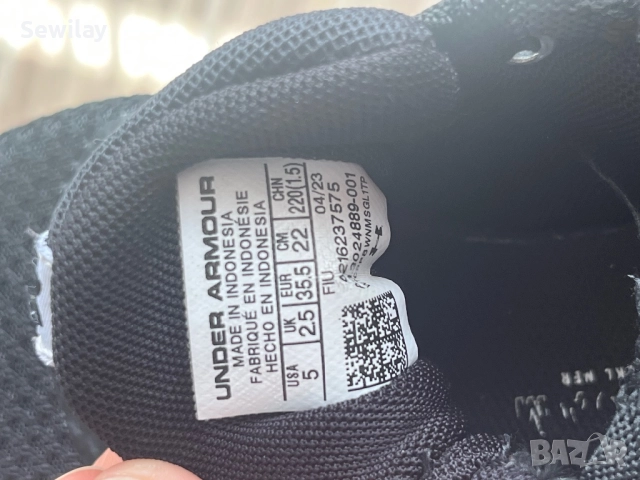 Sewilay
UNDER ARMOUR
MADE IN INDONESIA
FABRIQUÉ EN INDONÉSIE
HECHO EN INDONESIA
USA UK EUR CM CHN
5 2.5 35.5 22 220(1.5)
FIU 04/23
A216237575
3024889-001